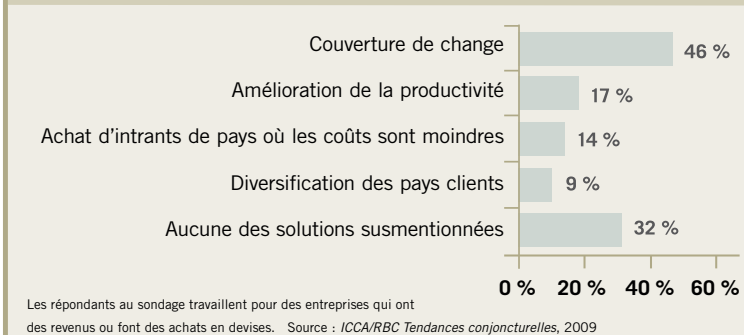 Couverture de change 46 %
Amélioration de la productivité 17 %
Achat d’intrants de pays où les coûts sont moindres 14 %
Diversification des pays clients 9 %
Aucune des solutions susmentionnées 32 %
0 % 20 % 40 % 60 %
Les répondants au sondage travaillent pour des entreprises qui ont
des revenus ou font des achats en devises. Source : ICCA/RBC Tendances conjoncturelles, 2009